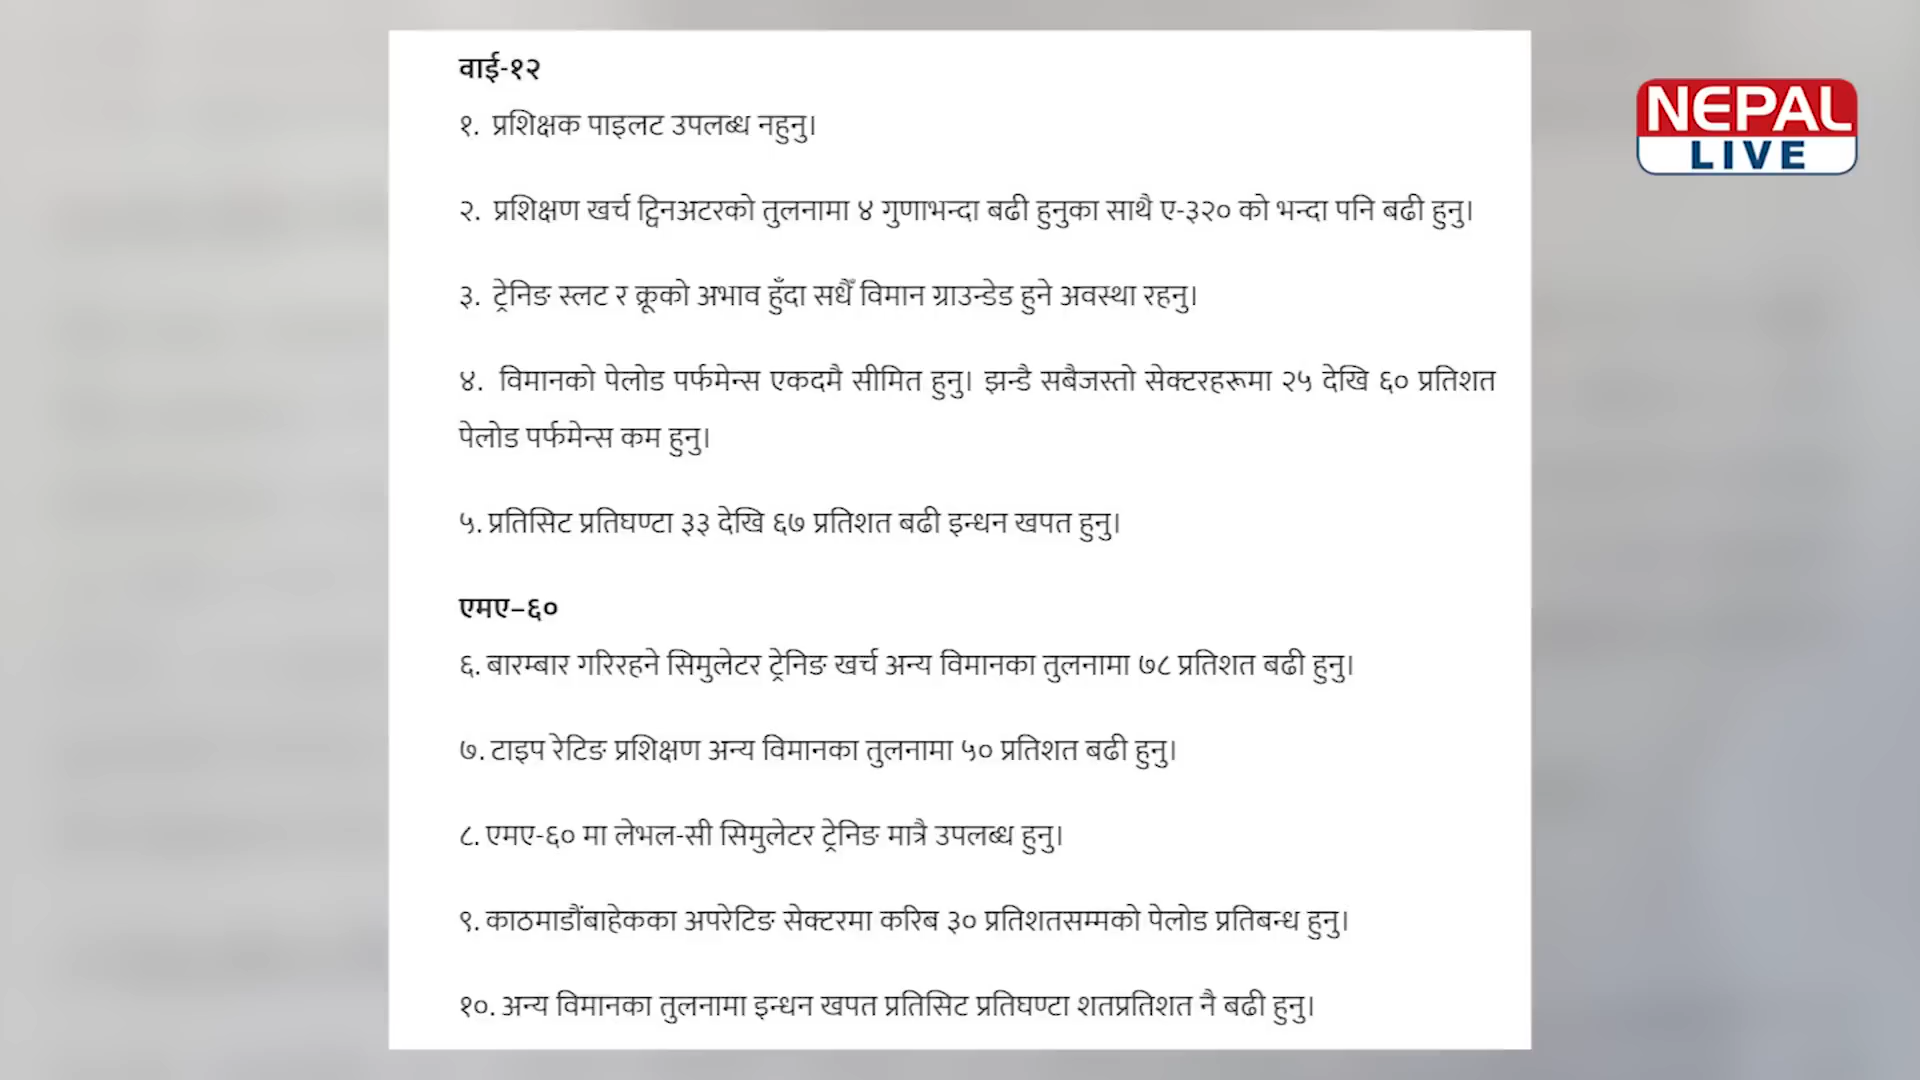 वाई-१२
१. प्रशिक्षक पाइलट उपलब्ध नहुनु।
२. प्रशिक्षण खर्च ट्विनअटरको तुलनामा ४ गुणाभन्दा बढी हुनुका साथै ए-३२० को भन्दा पनि बढी हुनु।
३. ट्रेनिङ स्लट र क्रूको अभाव हुँदा सधैँ विमान ग्राउन्डेड हुने अवस्था रहनु।
४. विमानको पेलोड पर्फमेन्स एकदमै सीमित हुनु। झन्डै सबैजस्तो सेक्टरहरूमा २५ देखि ६० प्रतिशत
पेलोड पर्फमेन्स कम हुनु।
५. प्रतिसिट प्रतिघण्टा ३३ देखि ६७ प्रतिशत बढी इन्धन खपत हुनु।
एमए–६०
६. बारम्बार गरिरहने सिमुलेटर ट्रेनिङ खर्च अन्य विमानका तुलनामा ७८ प्रतिशत बढी हुनु।
७. टाइप रेटिङ प्रशिक्षण अन्य विमानका तुलनामा ५० प्रतिशत बढी हुनु।
८. एमए-६० मा लेभल-सी सिमुलेटर ट्रेनिङ मात्रै उपलब्ध हुनु।
९. काठमाडौंबाहेकका अपरेटिङ सेक्टरमा करिब ३० प्रतिशतसम्मको पेलोड प्रतिबन्ध हुनु।
१०. अन्य विमानका तुलनामा इन्धन खपत प्रतिसिट प्रतिघण्टा शतप्रतिशत नै बढी हुनु।
NEPAL
LIVE